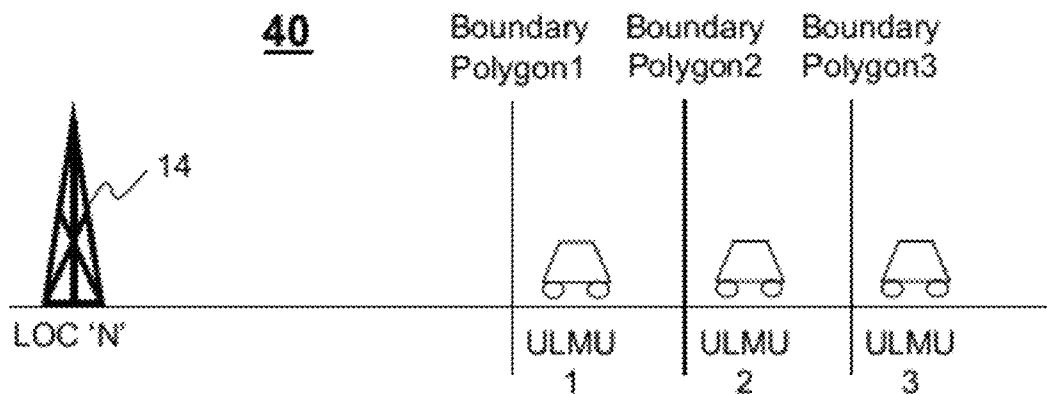 40
Boundary Polygon1
Boundary Polygon2
Boundary Polygon3
14
LOC 'N'
ULMU 1
ULMU 2
ULMU 3